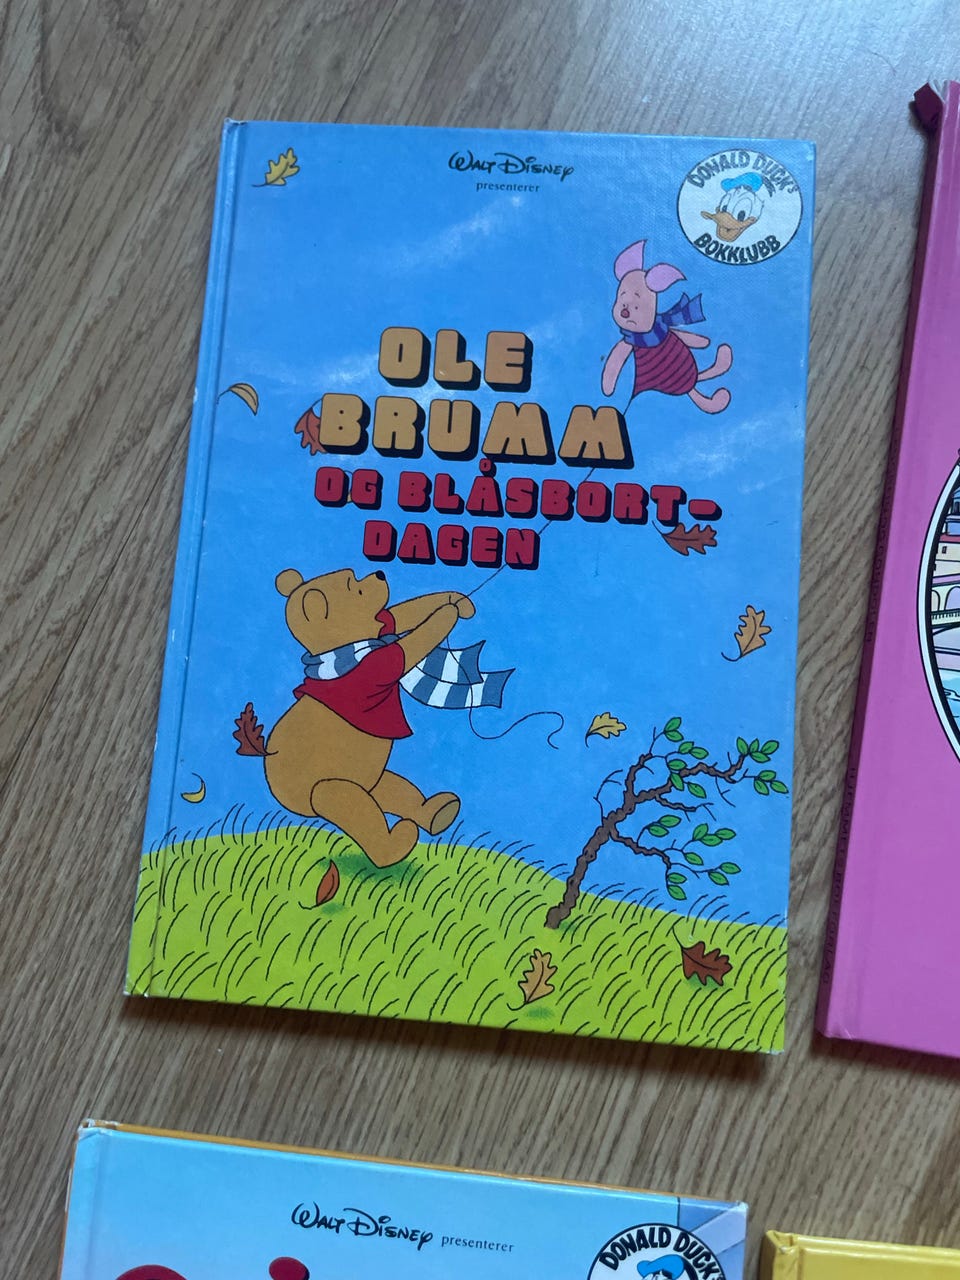 WALT DISNEY
presenterer
DONALD DUCK's
BOKKLUBB
OLE
BRUMM
OG BLÅSBORT-
DAGEN
WALT DISNEY presenterer
DONALD DUCK's